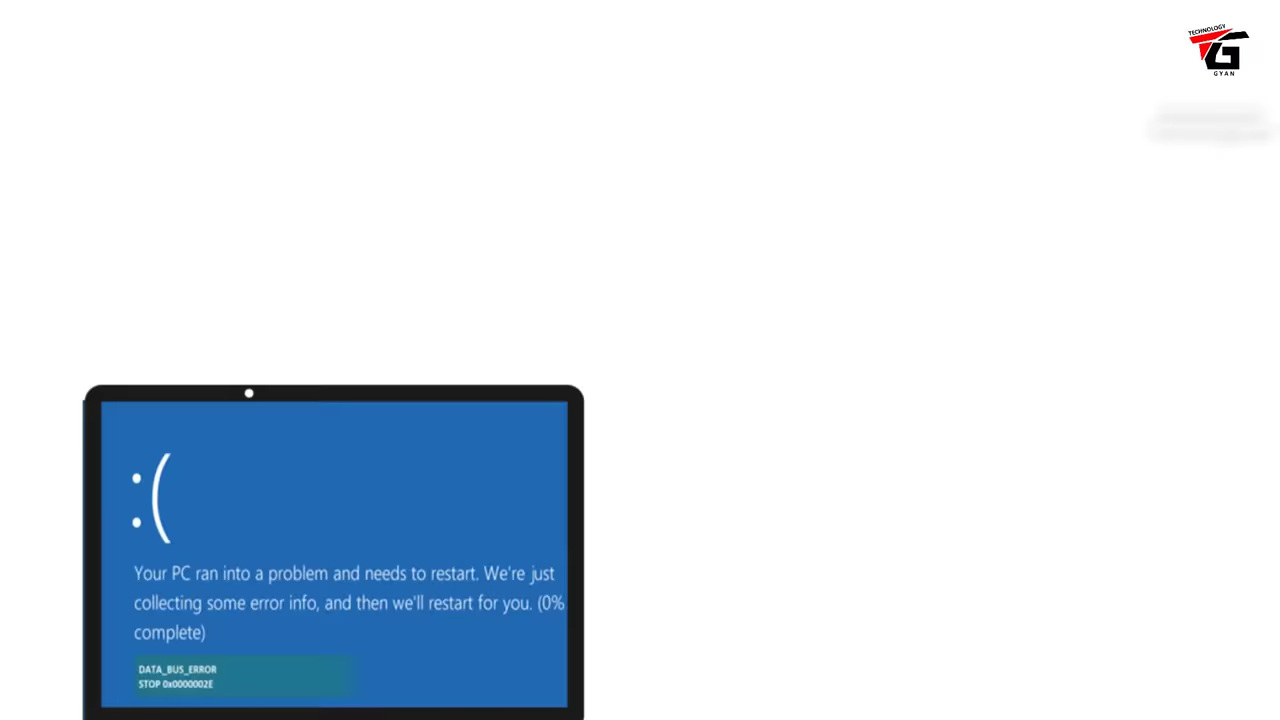 TECHNOLOGY
GYAN
:(
Your PC ran into a problem and needs to restart. We're just
collecting some error info, and then we'll restart for you. (0%
complete)
DATA_BUS_ERROR
STOP 0x0000002E